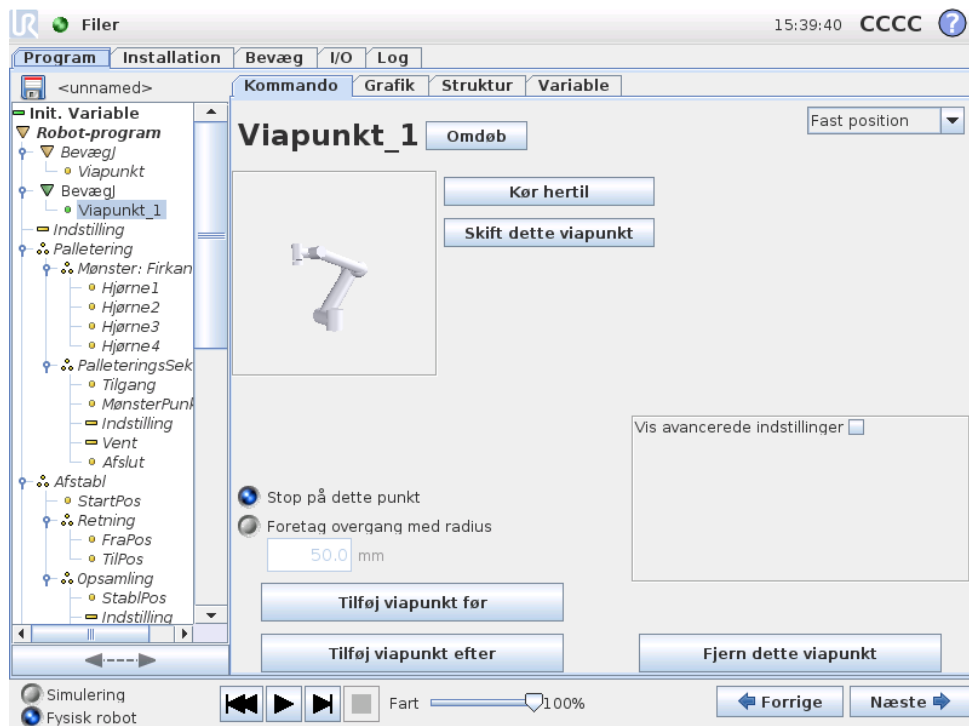 UR Filer 15:39:40 CCCC ?
Program Installation Bevæg I/O Log
<unnamed>
Kommando Grafik Struktur Variable
Init. Variable
Robot-program
BevægJ
Viapunkt
BevægJ
Viapunkt_1
Indstilling
Palletering
Mønster: Firkan
Hjørne1
Hjørne2
Hjørne3
Hjørne4
PalleteringsSek
Tilgang
MønsterPunk
Indstilling
Vent
Afslut
Afstabl
StartPos
Retning
FraPos
TilPos
Opsamling
StablPos
Indstilling
Viapunkt_1 Omdøb
Fast position
Kør hertil
Skift dette viapunkt
Vis avancerede indstillinger
Stop på dette punkt
Foretag overgang med radius
50.0 mm
Tilføj viapunkt før
Tilføj viapunkt efter
Fjern dette viapunkt
Simulering
Fysisk robot
Fart 100%
Forrige Næste